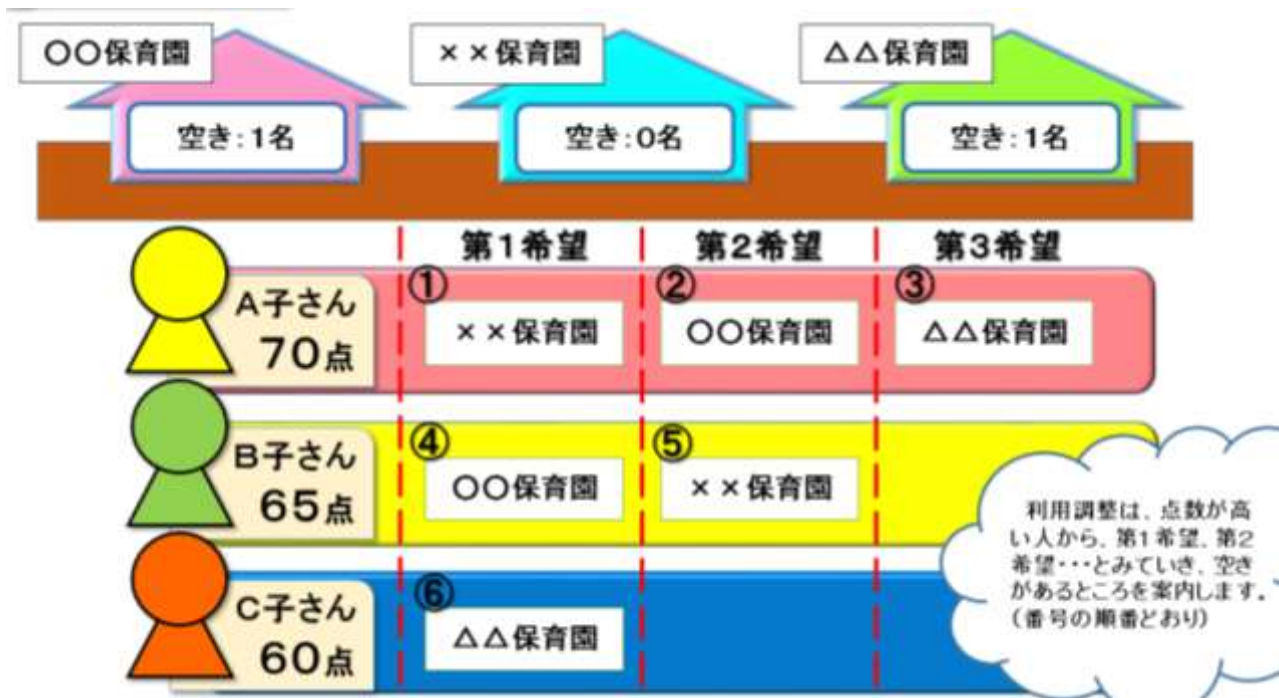 〇〇保育園
××保育園
△△保育園
空き:1名
空き:0名
空き:1名
第1希望
第2希望
第3希望
A子さん
70点
①
××保育園
②
〇〇保育園
③
△△保育園
B子さん
65点
④
〇〇保育園
⑤
××保育園
C子さん
60点
⑥
△△保育園
利用調整は、点数が高
い人から、第1希望、第2
希望・・・とみていき、空き
があるところを案内します。
(番号の順番どおり)